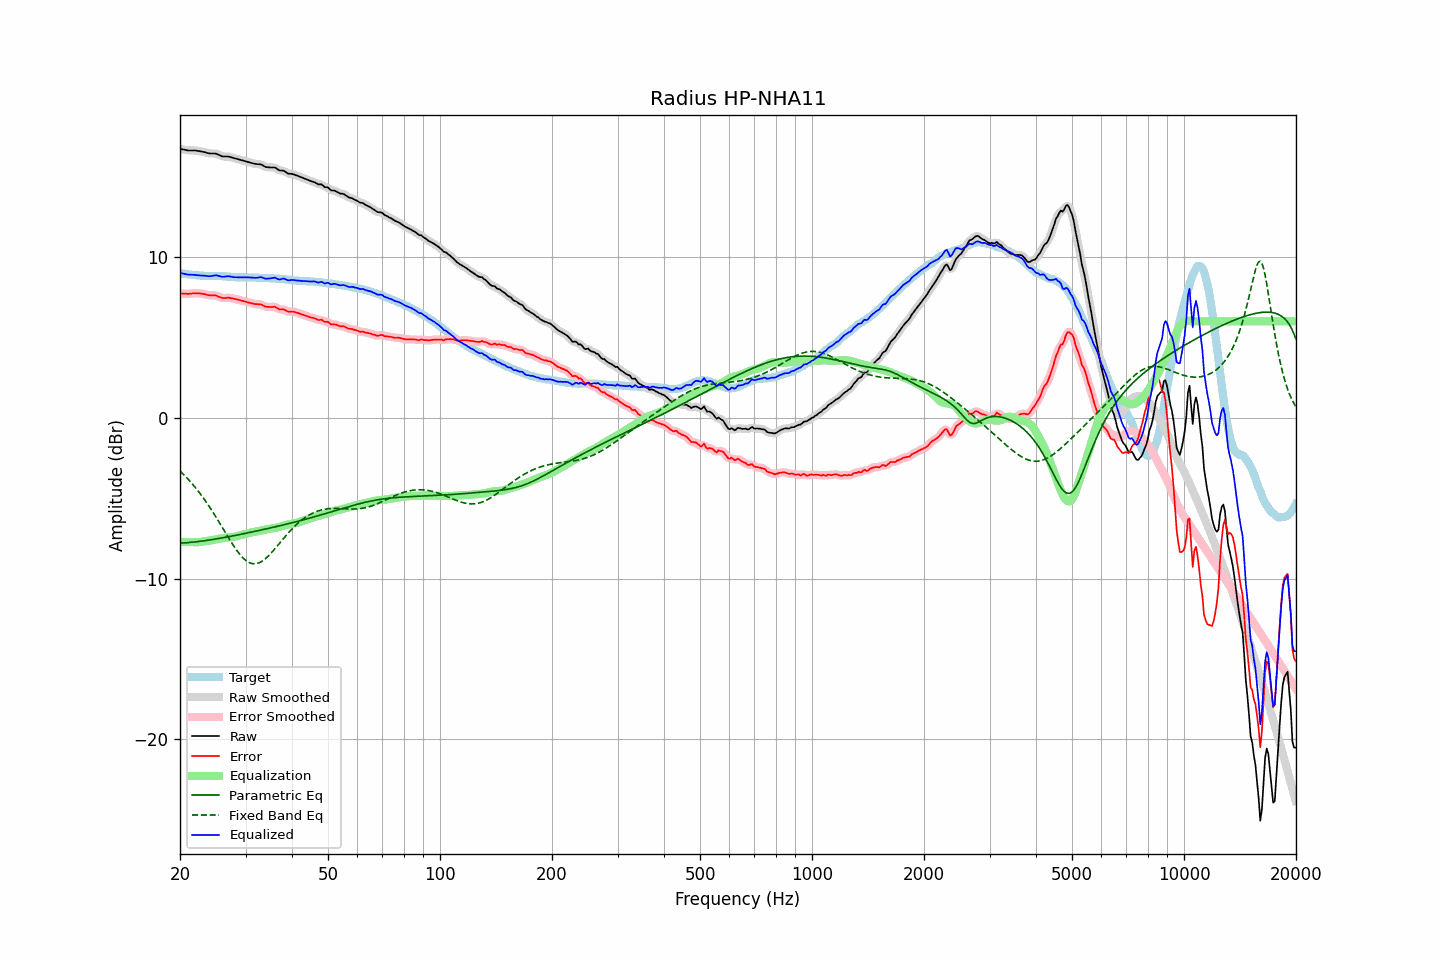 Radius HP-NHA11
Amplitude (dBr)
10
0
−10
−20
Target
Raw Smoothed
Error Smoothed
Raw
Error
Equalization
Parametric Eq
Fixed Band Eq
Equalized
20 50 100 200 500 1000 2000 5000 10000 20000
Frequency (Hz)